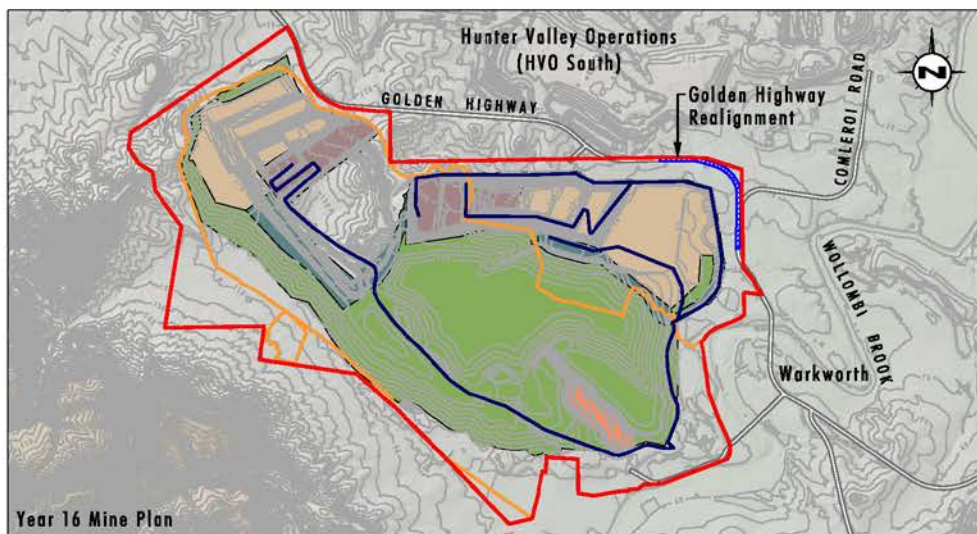 Hunter Valley Operations
(HVO South)
GOLDEN HIGHWAY
Golden Highway
Realignment
COMLEROI ROAD
N
WOLLOMBI BROOK
Warkworth
Year 16 Mine Plan